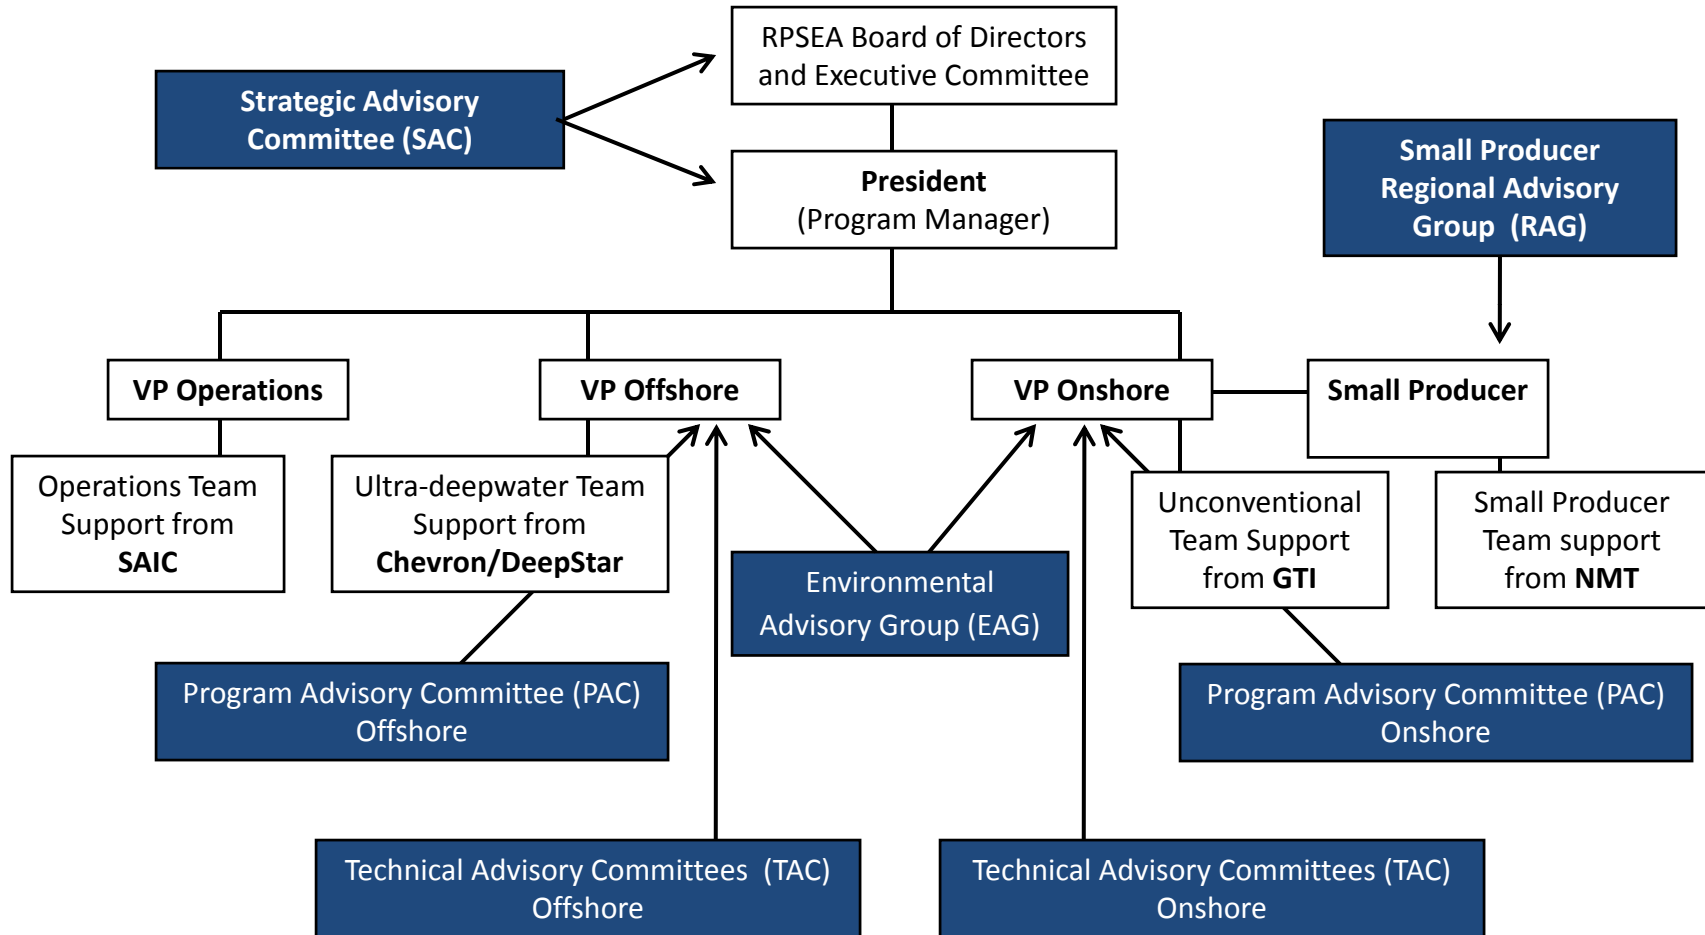 RPSEA Board of Directors
and Executive Committee
Strategic Advisory
Committee (SAC)
President
(Program Manager)
Small Producer
Regional Advisory
Group (RAG)
VP Operations
VP Offshore
VP Onshore
Small Producer
Operations Team
Support from
SAIC
Ultra-deepwater Team
Support from
Chevron/DeepStar
Unconventional
Team Support
from GTI
Small Producer
Team support
from NMT
Environmental
Advisory Group (EAG)
Program Advisory Committee (PAC)
Offshore
Program Advisory Committee (PAC)
Onshore
Technical Advisory Committees (TAC)
Offshore
Technical Advisory Committees (TAC)
Onshore